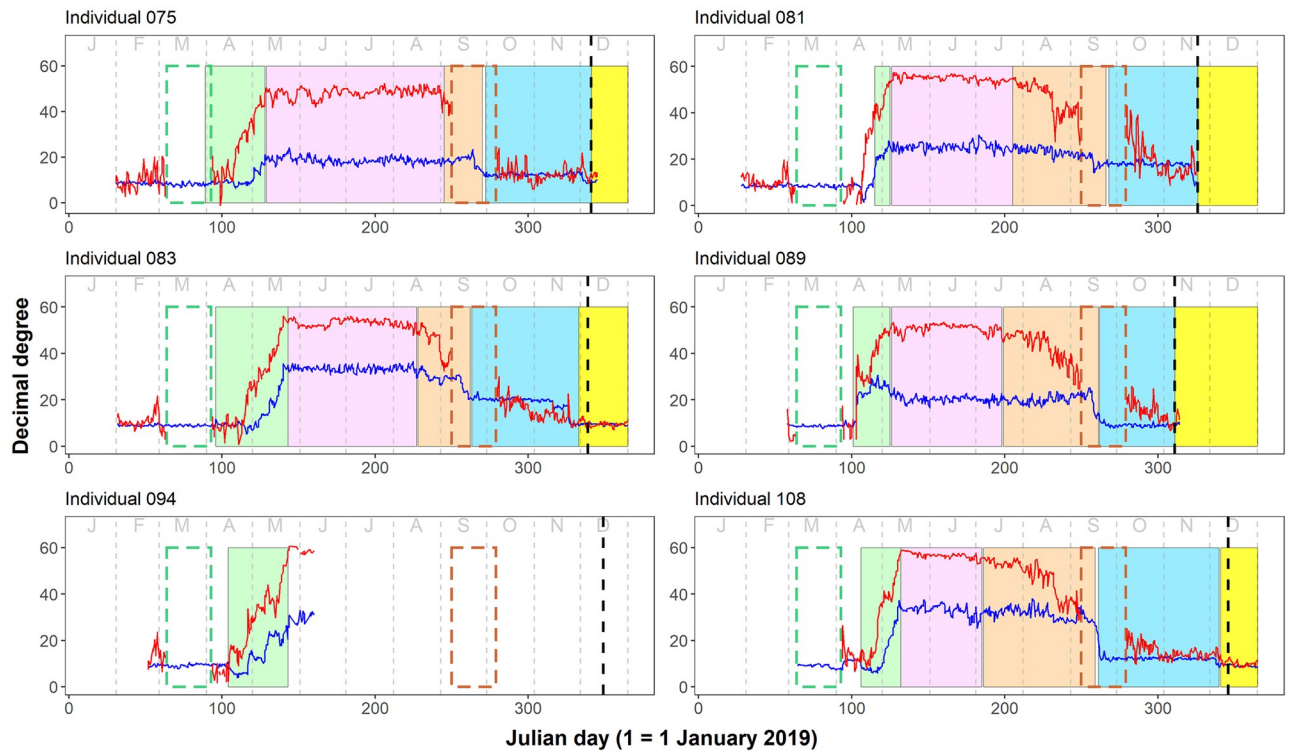 Individual 075
Individual 081
J F M A M J J A S O N D
J F M A M J J A S O N D
60
40
20
0
60
40
20
0
0 100 200 300
0 100 200 300
Individual 083
Individual 089
J F M A M J J A S O N D
J F M A M J J A S O N D
60
40
20
0
60
40
20
0
0 100 200 300
0 100 200 300
Individual 094
Individual 108
J F M A M J J A S O N D
J F M A M J J A S O N D
60
40
20
0
60
40
20
0
0 100 200 300
0 100 200 300
Decimal degree
Julian day (1 = 1 January 2019)